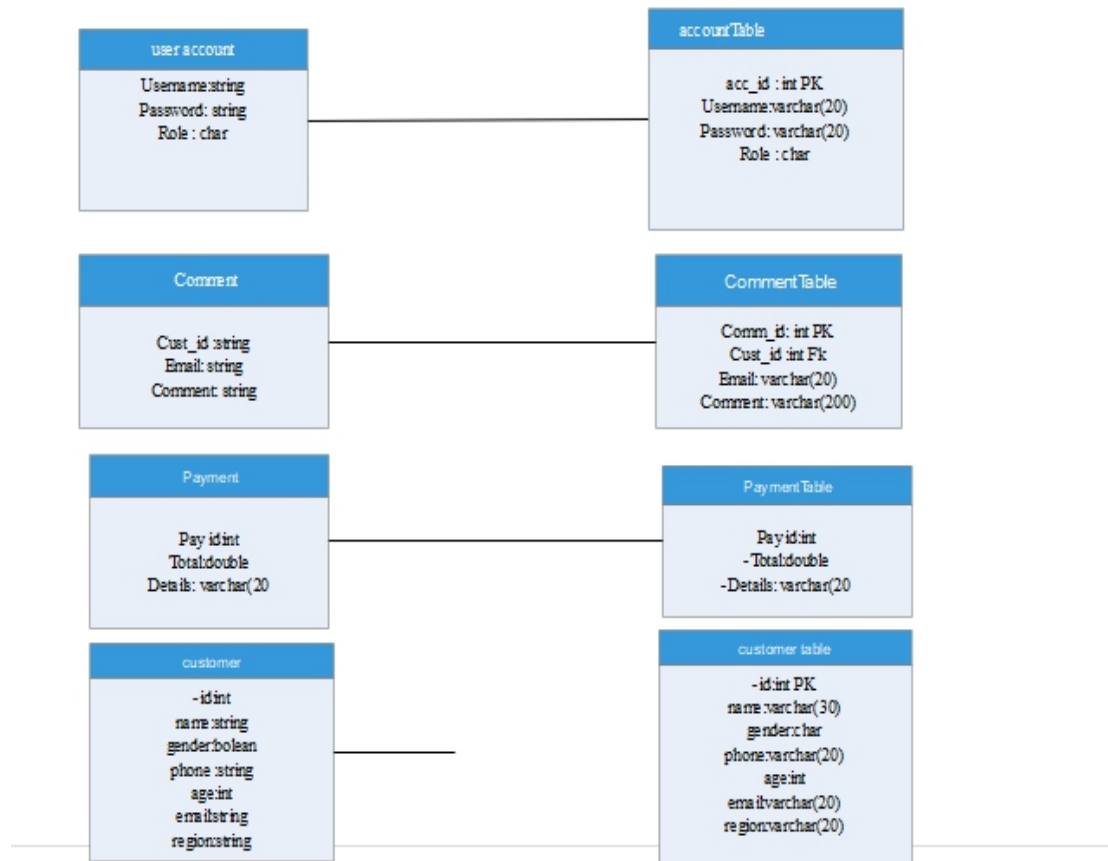 user account
Username:string
Password: string
Role : char
accountTable
acc_id : int PK
Username:varchar(20)
Password: varchar(20)
Role : char
Comment
Cust_id :string
Email: string
Comment: string
CommentTable
Comm_id: int PK
Cust_id :int Fk
Email: varchar(20)
Comment: varchar(200)
Payment
Pay id:int
Total:double
Details: varchar(20
PaymentTable
Pay id:int
-Total:double
-Details: varchar(20
customer
-id:int
name:string
gender:bolean
phone :string
age:int
email:string
region:string
customer table
-id:int PK
name:varchar(30)
gender:char
phone:varchar(20)
age:int
email:varchar(20)
region:varchar(20)